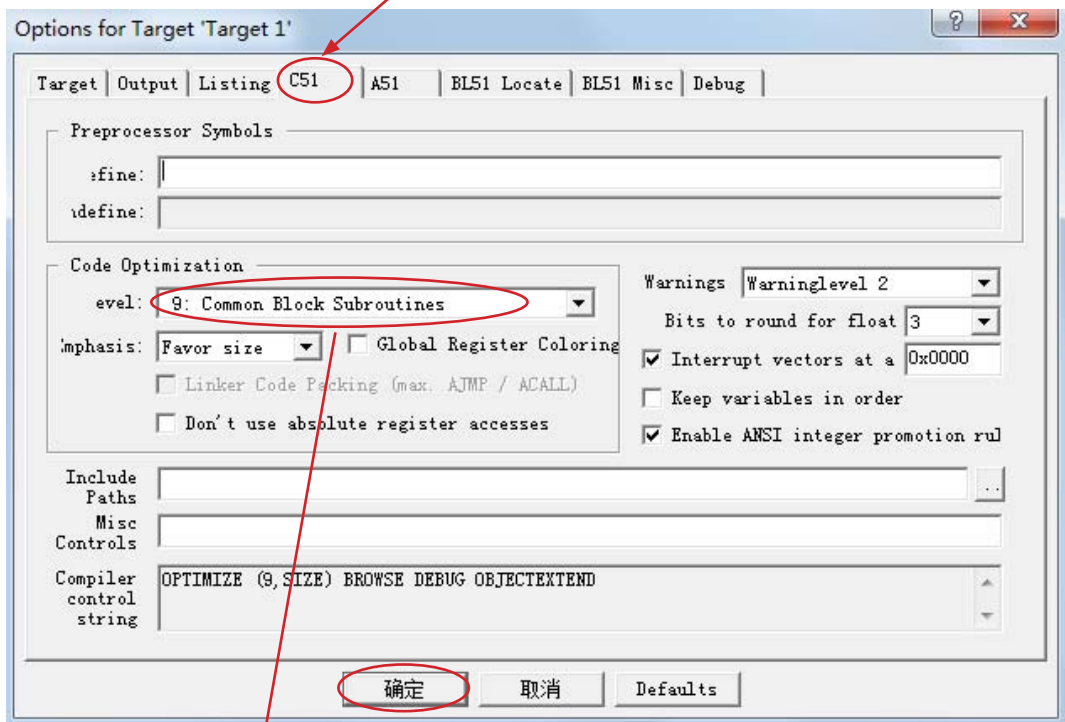 Options for Target 'Target 1'
Target Output Listing C51 A51 BL51 Locate BL51 Misc Debug
Preprocessor Symbols
efine:
ndefine:
Code Optimization
evel: 9: Common Block Subroutines
Emphasis: Favor size Global Register Coloring
Linker Code Packing (max. AJMP / ACALL)
Don't use absolute register accesses
Warnings Warninglevel 2
Bits to round for float 3
Interrupt vectors at a 0x0000
Keep variables in order
Enable ANSI integer promotion rul
Include
Paths
..
Misc
Controls
Compiler
control
string
OPTIMIZE (9,SIZE) BROWSE DEBUG OBJECTEXTEND
确定 取消 Defaults